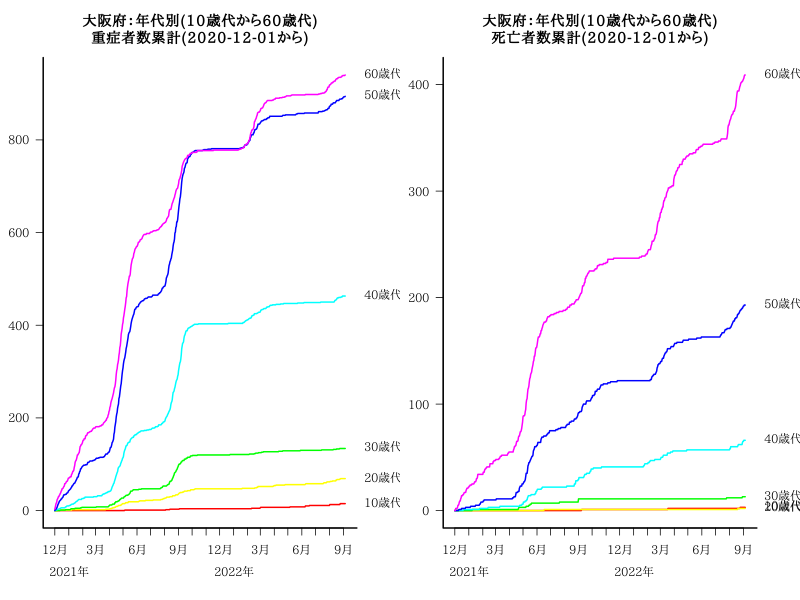 大阪府：年代別(10歳代から60歳代)
重症者数累計(2020-12-01から)
800
600
400
200
0
60歳代
50歳代
40歳代
30歳代
20歳代
10歳代
12月 3月 6月 9月 12月 3月 6月 9月
2021年 2022年
大阪府：年代別(10歳代から60歳代)
死亡者数累計(2020-12-01から)
400
300
200
100
0
60歳代
50歳代
40歳代
30歳代
12月 3月 6月 9月 12月 3月 6月 9月
2021年 2022年